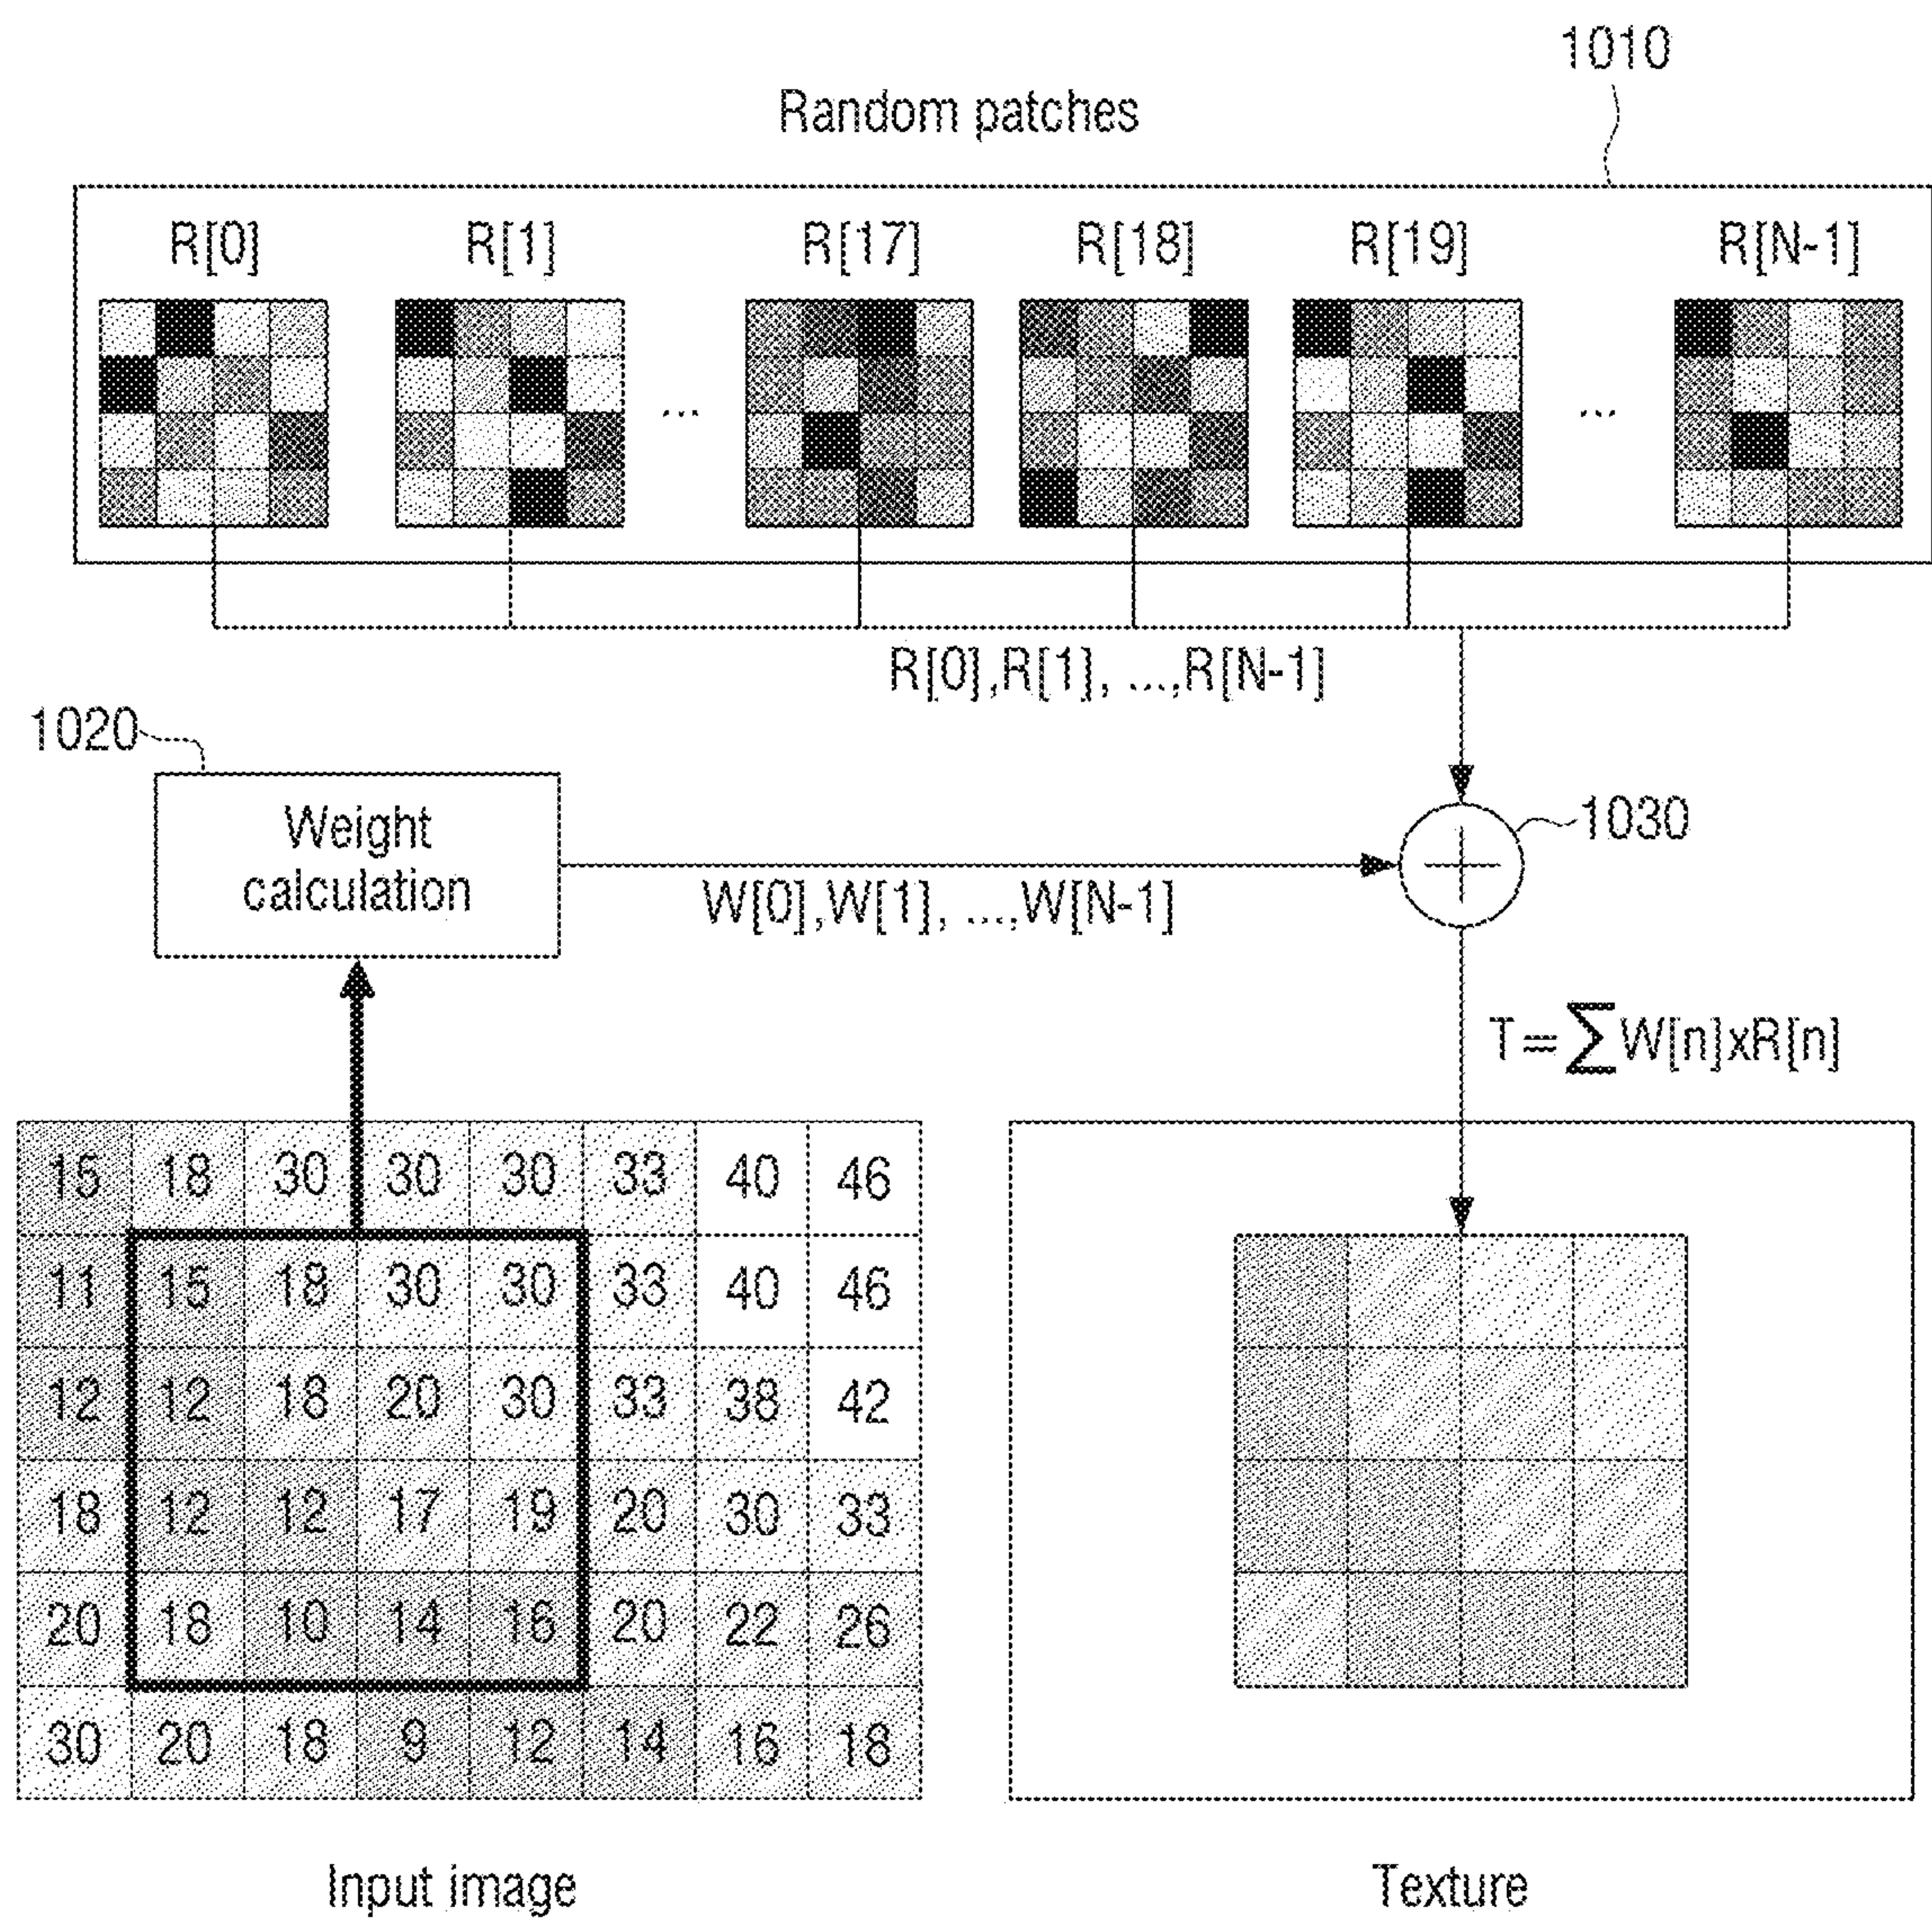 1010
Random patches
R[0] R[1] R[17] R[18] R[19] R[N-1]
... ...
R[0],R[1], ...,R[N-1]
1020
Weight
calculation
1030
W[0],W[1], ...,W[N-1]
T=∑W[n]xR[n]
15 18 30 30 30 33 40 46
11 15 18 30 30 33 40 46
12 12 18 20 30 33 38 42
18 12 12 17 19 20 30 33
20 18 10 14 16 20 22 26
30 20 18 9 12 14 16 18
Input image
Texture